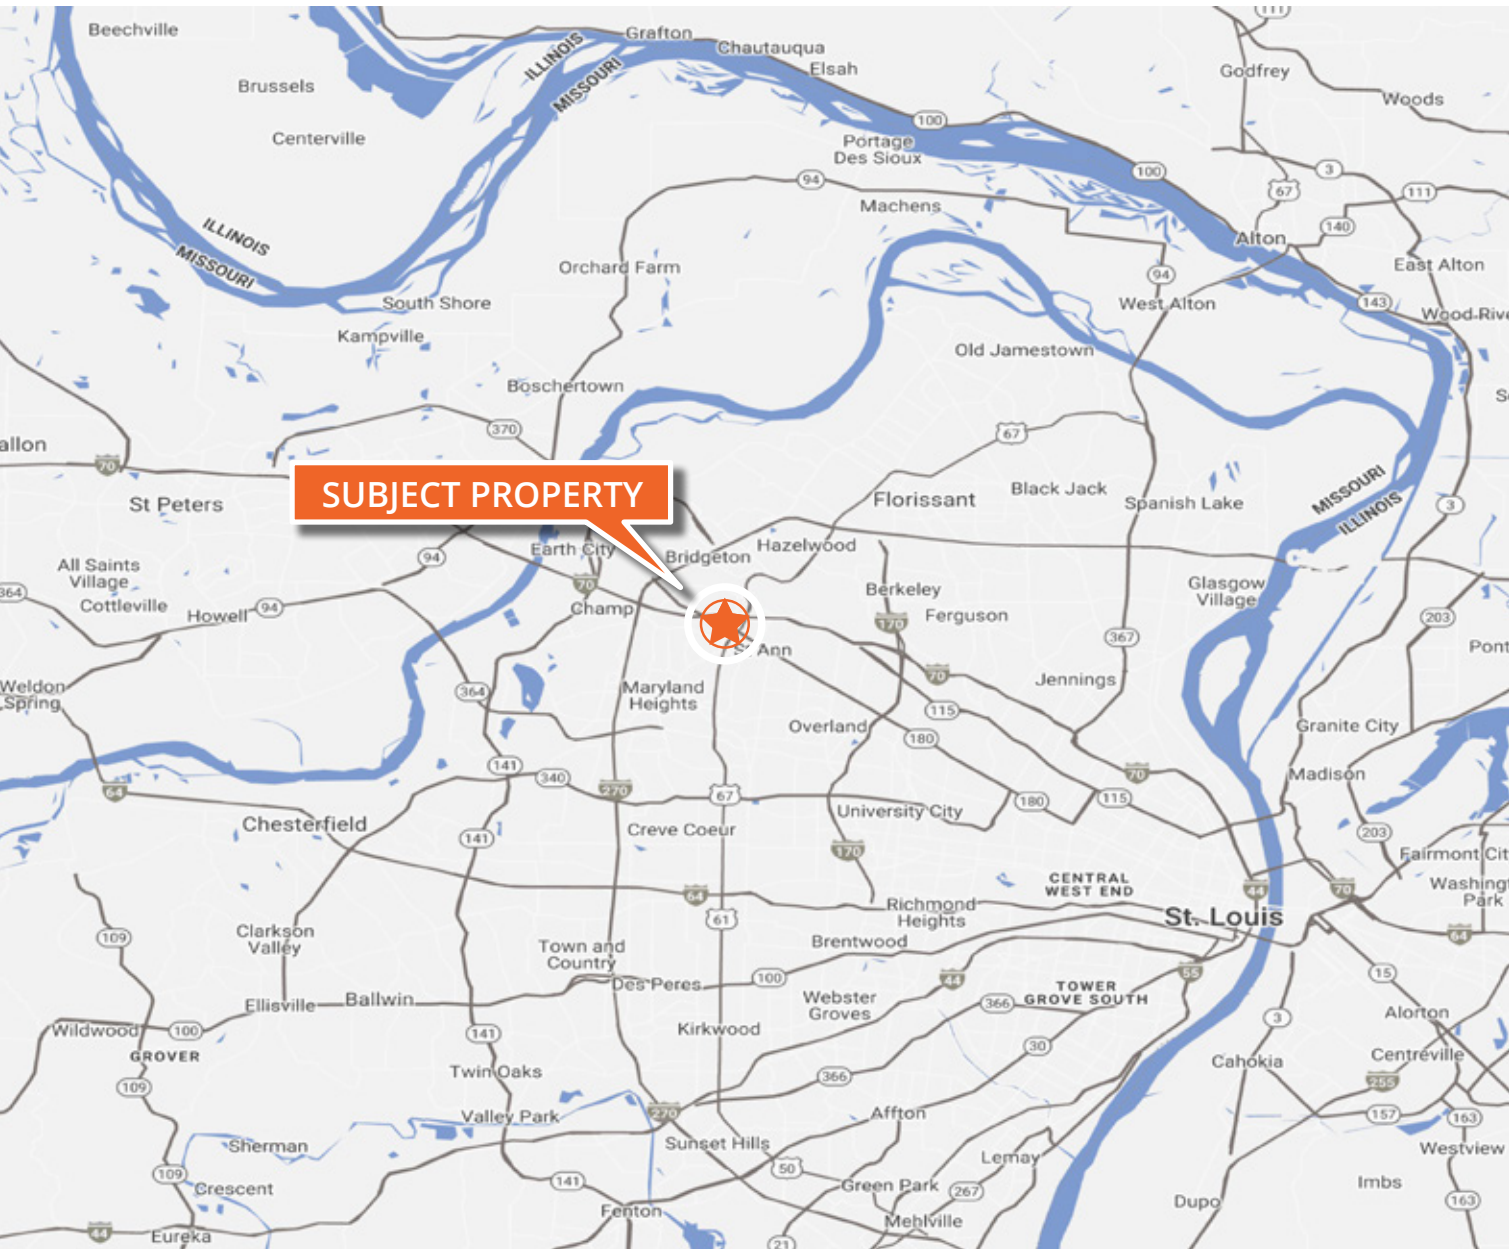 111
Beechville
Grafton
Chautauqua
Elsah
ILLINOIS
MISSOURI
Godfrey
Brussels
Woods
Centerville
100
Portage
Des Sioux
94
100
3
67
111
Machens
140
Alton
ILLINOIS
MISSOURI
East Alton
Orchard Farm
94
South Shore
West Alton
143
Kampville
Old Jamestown
Boschertown
370
67
70
St Peters
SUBJECT PROPERTY
Florissant
Black Jack
Spanish Lake
MISSOURI
ILLINOIS
3
94
Earth City
Bridgeton
Hazelwood
All Saints
Village
70
Berkeley
Glasgow
Village
364
Cottleville
Howell
94
Champ
170
Ferguson
203
367
Ann
Weldon
Spring
364
Maryland
Heights
70
Jennings
115
Overland
180
Granite City
141
340
70
Madison
64
270
67
180
115
Chesterfield
Creve Coeur
University City
141
203
170
CENTRAL
WEST END
64
44
70
61
Richmond
Heights
St. Louis
109
Clarkson
Valley
Town and
Country
Brentwood
64
Des Peres
100
44
55
15
Ellisville
Ballwin
Webster
Groves
366
TOWER
GROVE SOUTH
Alorton
Wildwood
100
141
Kirkwood
3
GROVER
30
Cahokia
Centreville
109
Twin Oaks
366
255
Valley Park
270
Affton
157
163
Sherman
Sunset Hills
Westview
109
Crescent
141
50
Green Park
Lemay
267
Imbs
Dupo
163
Fenton
Mehlville
44
Eureka
21